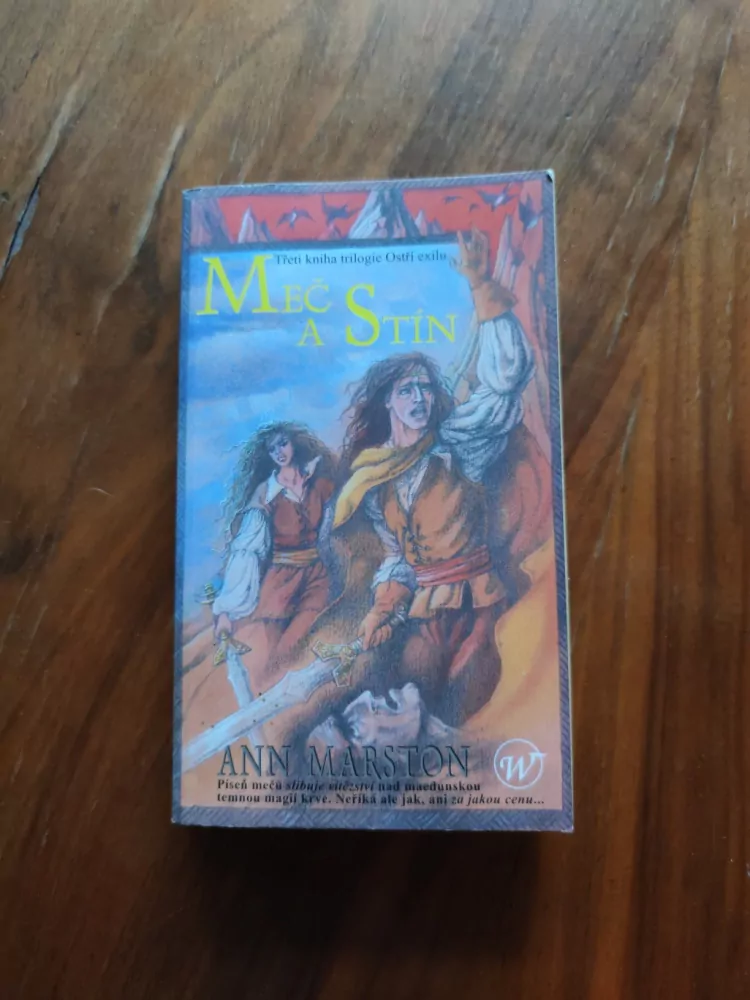 Třetí kniha trilogie Ostří exilu
MEČ
A STÍN
ANN MARSTON
W
Píseň mečů slibuje vítězství nad maedunskou
temnou magií krve. Neříká ale jak, ani za jakou cenu...